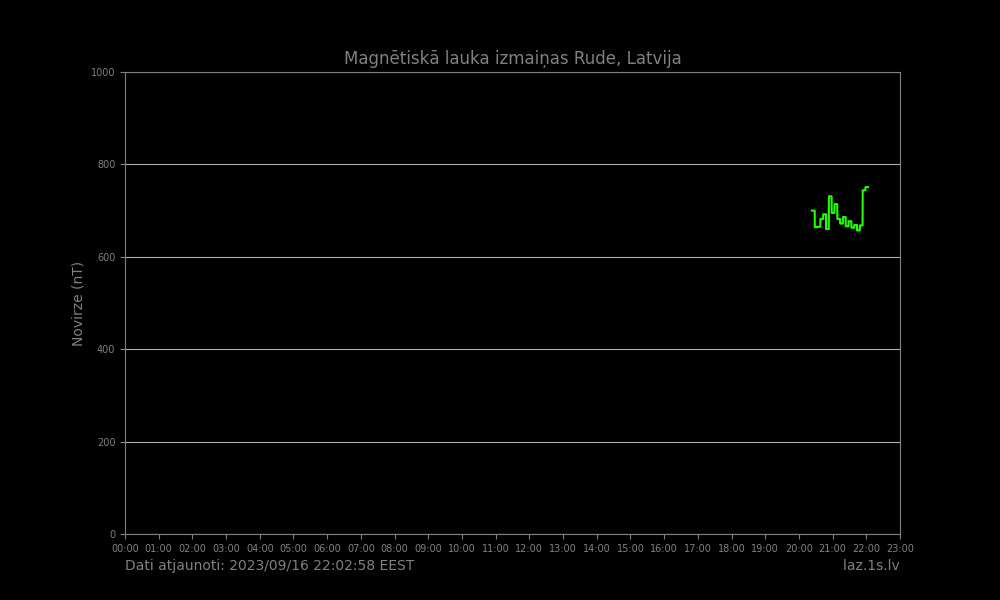 Magnētiskā lauka izmaiņas Rude, Latvija
1000
800
600
400
200
0
Novirze (nT)
00:00 01:00 02:00 03:00 04:00 05:00 06:00 07:00 08:00 09:00 10:00 11:00 12:00 13:00 14:00 15:00 16:00 17:00 18:00 19:00 20:00 21:00 22:00 23:00
Dati atjaunoti: 2023/09/16 22:02:58 EEST
laz.1s.lv